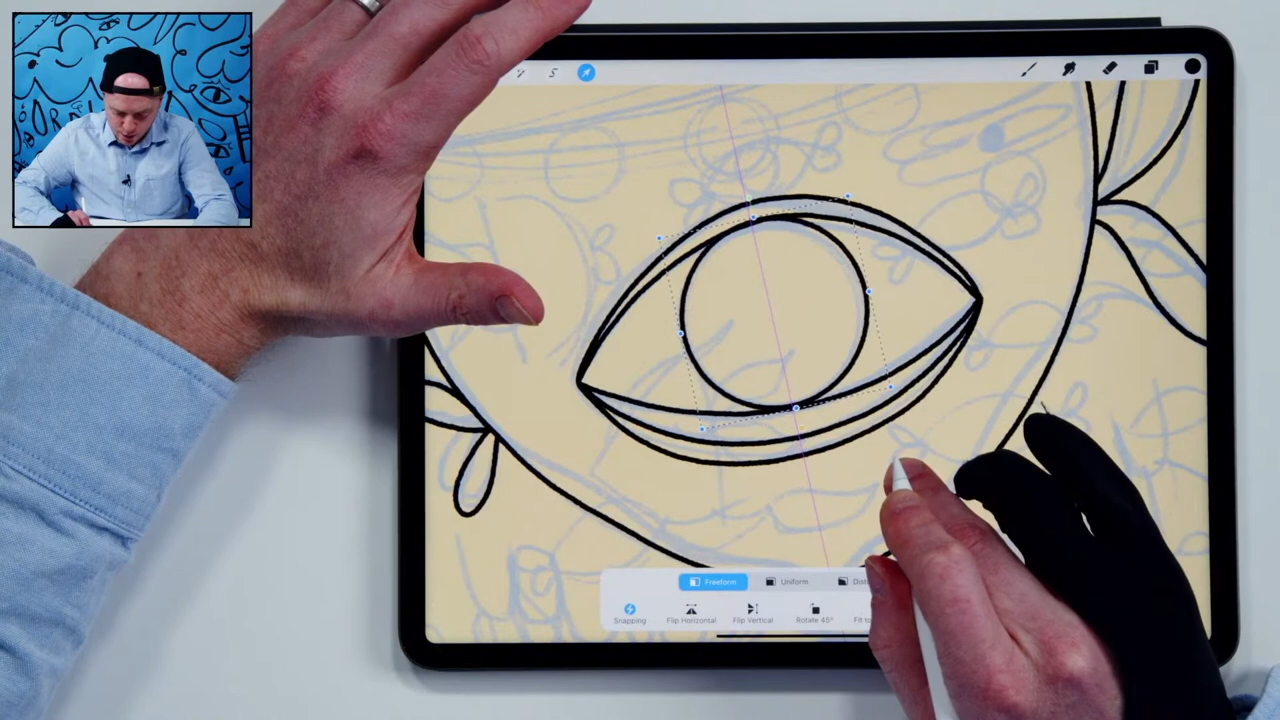 Freeform Uniform
Snapping Flip Horizontal Flip Vertical Rotate 45°